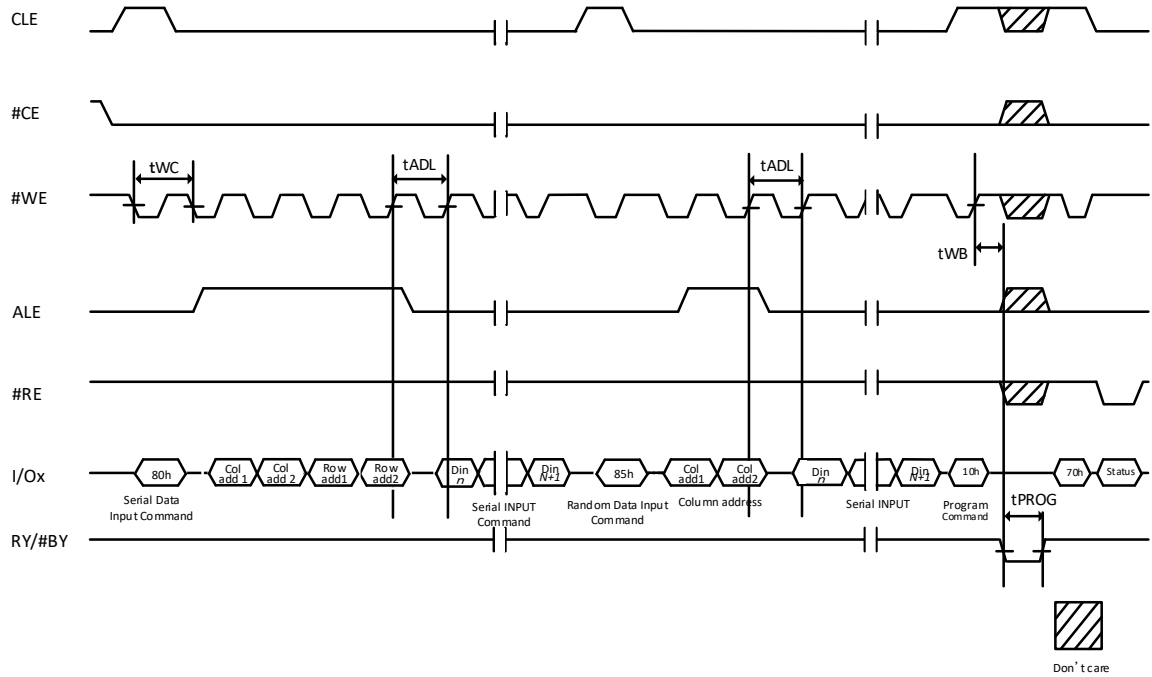 CLE
#CE
tWC
tADL
tADL
#WE
tWB
ALE
#RE
I/Ox
80h
Col
add 1
Col
add 2
Row
add1
Row
add2
Din
n
Din
N+1
85h
Col
add1
Col
add2
Din
n
Din
N+1
10h
70h
Status
Serial Data
Input Command
Serial INPUT
Command
Random Data Input
Command
Column address
Serial INPUT
Program
Command
tPROG
RY/#BY
Don't care